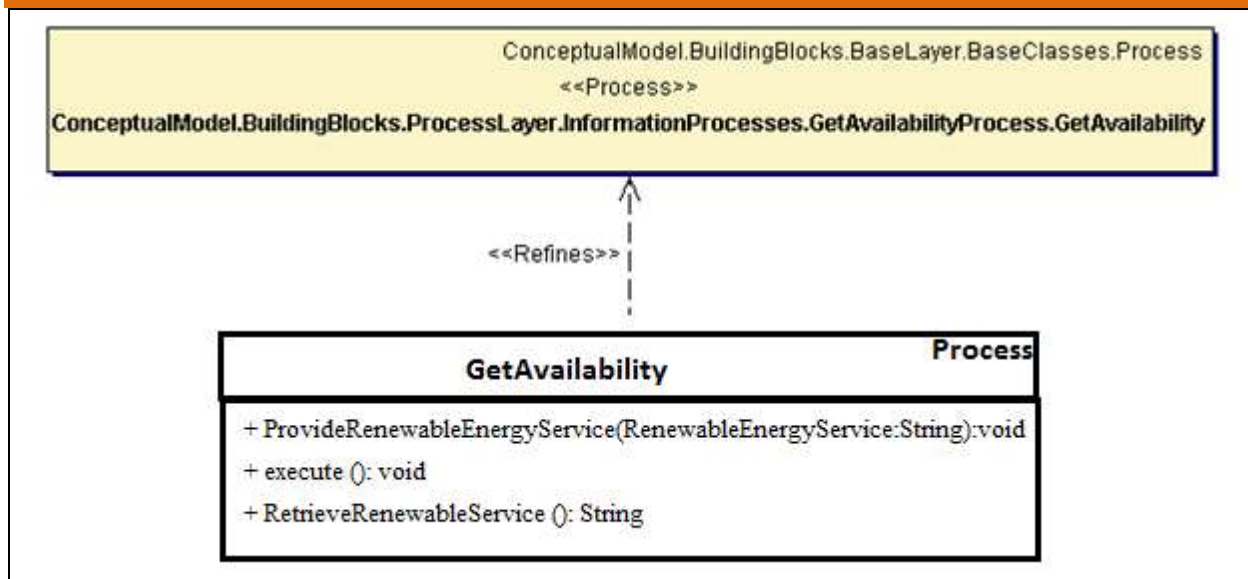 ConceptualModel.BuildingBlocks.BaseLayer.BaseClasses.Process
<<Process>>
ConceptualModel.BuildingBlocks.ProcessLayer.InformationProcesses.GetAvailabilityProcess.GetAvailability
<<Refines>>
Process
GetAvailability
+ ProvideRenewableEnergyService(RenewableEnergyService:String):void
+ execute (): void
+ RetrieveRenewableService (): String